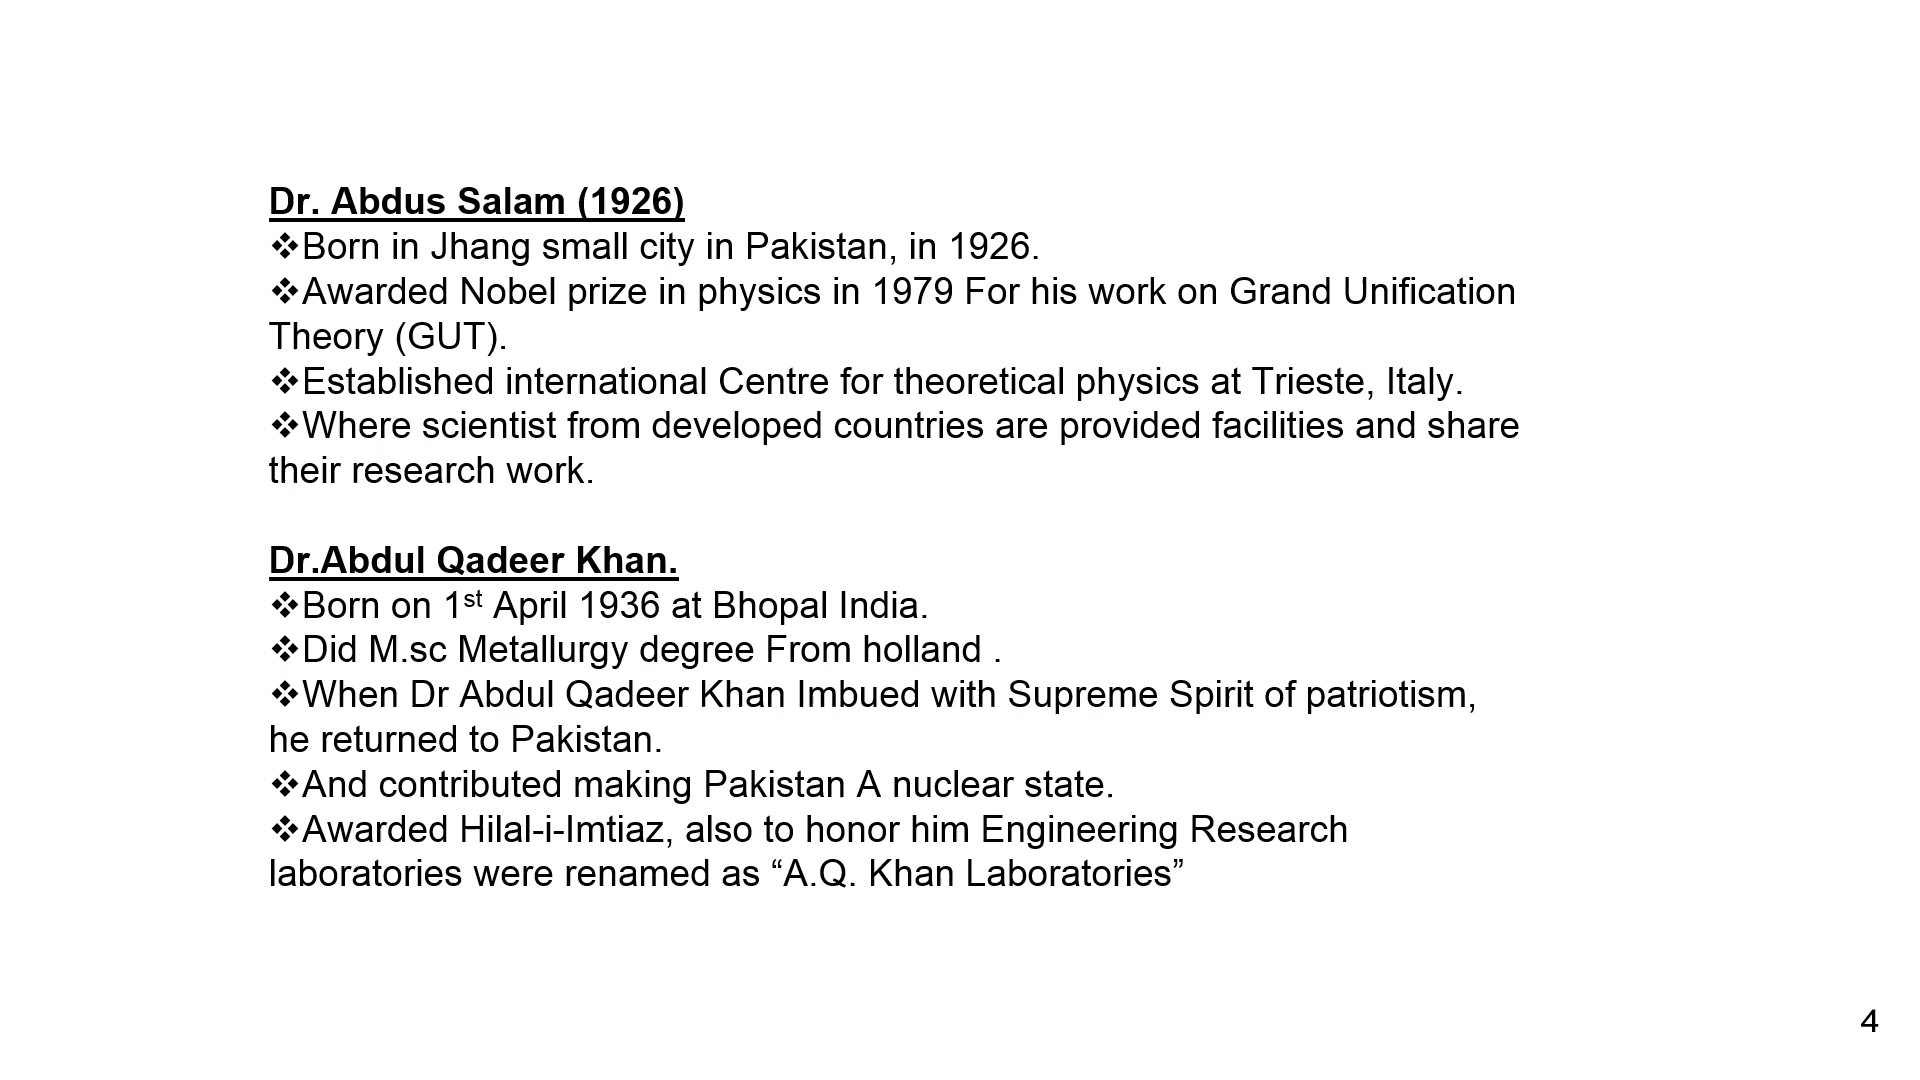 Dr. Abdus Salam (1926)
❖Born in Jhang small city in Pakistan, in 1926.
❖Awarded Nobel prize in physics in 1979 For his work on Grand Unification
Theory (GUT).
❖Established international Centre for theoretical physics at Trieste, Italy.
❖Where scientist from developed countries are provided facilities and share
their research work.
Dr.Abdul Qadeer Khan.
❖Born on 1st April 1936 at Bhopal India.
❖Did M.sc Metallurgy degree From holland .
❖When Dr Abdul Qadeer Khan Imbued with Supreme Spirit of patriotism,
he returned to Pakistan.
❖And contributed making Pakistan A nuclear state.
❖Awarded Hilal-i-Imtiaz, also to honor him Engineering Research
laboratories were renamed as “A.Q. Khan Laboratories”
4